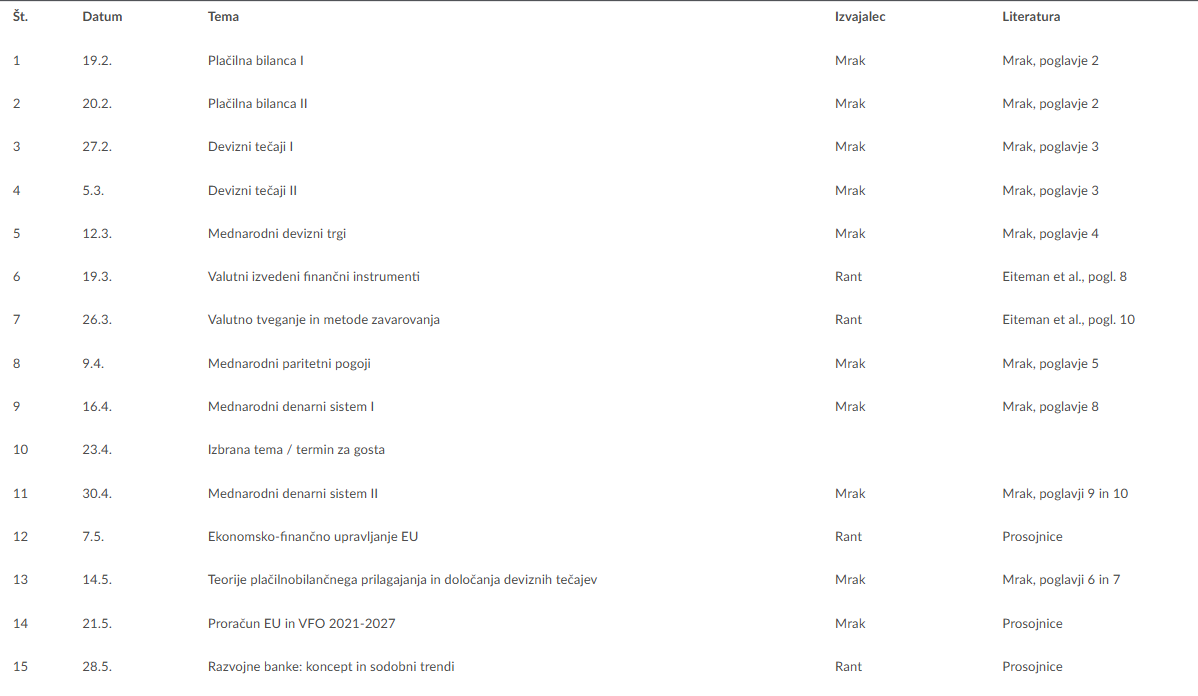 Št. Datum Tema Izvajalec Literatura
1 19.2. Plačilna bilanca I Mrak Mrak, poglavje 2
2 20.2. Plačilna bilanca II Mrak Mrak, poglavje 2
3 27.2. Devizni tečaji I Mrak Mrak, poglavje 3
4 5.3. Devizni tečaji II Mrak Mrak, poglavje 3
5 12.3. Mednarodni devizni trgi Mrak Mrak, poglavje 4
6 19.3. Valutni izvedeni finančni instrumenti Rant Eiteman et al., pogl. 8
7 26.3. Valutno tveganje in metode zavarovanja Rant Eiteman et al., pogl. 10
8 9.4. Mednarodni paritetni pogoji Mrak Mrak, poglavje 5
9 16.4. Mednarodni denarni sistem I Mrak Mrak, poglavje 8
10 23.4. Izbrana tema / termin za gosta
11 30.4. Mednarodni denarni sistem II Mrak Mrak, poglavji 9 in 10
12 7.5. Ekonomsko-finančno upravljanje EU Rant Prosojnice
13 14.5. Teorije plačilnobilančnega prilagajanja in določanja deviznih tečajev Mrak Mrak, poglavji 6 in 7
14 21.5. Proračun EU in VFO 2021-2027 Mrak Prosojnice
15 28.5. Razvojne banke: koncept in sodobni trendi Rant Prosojnice